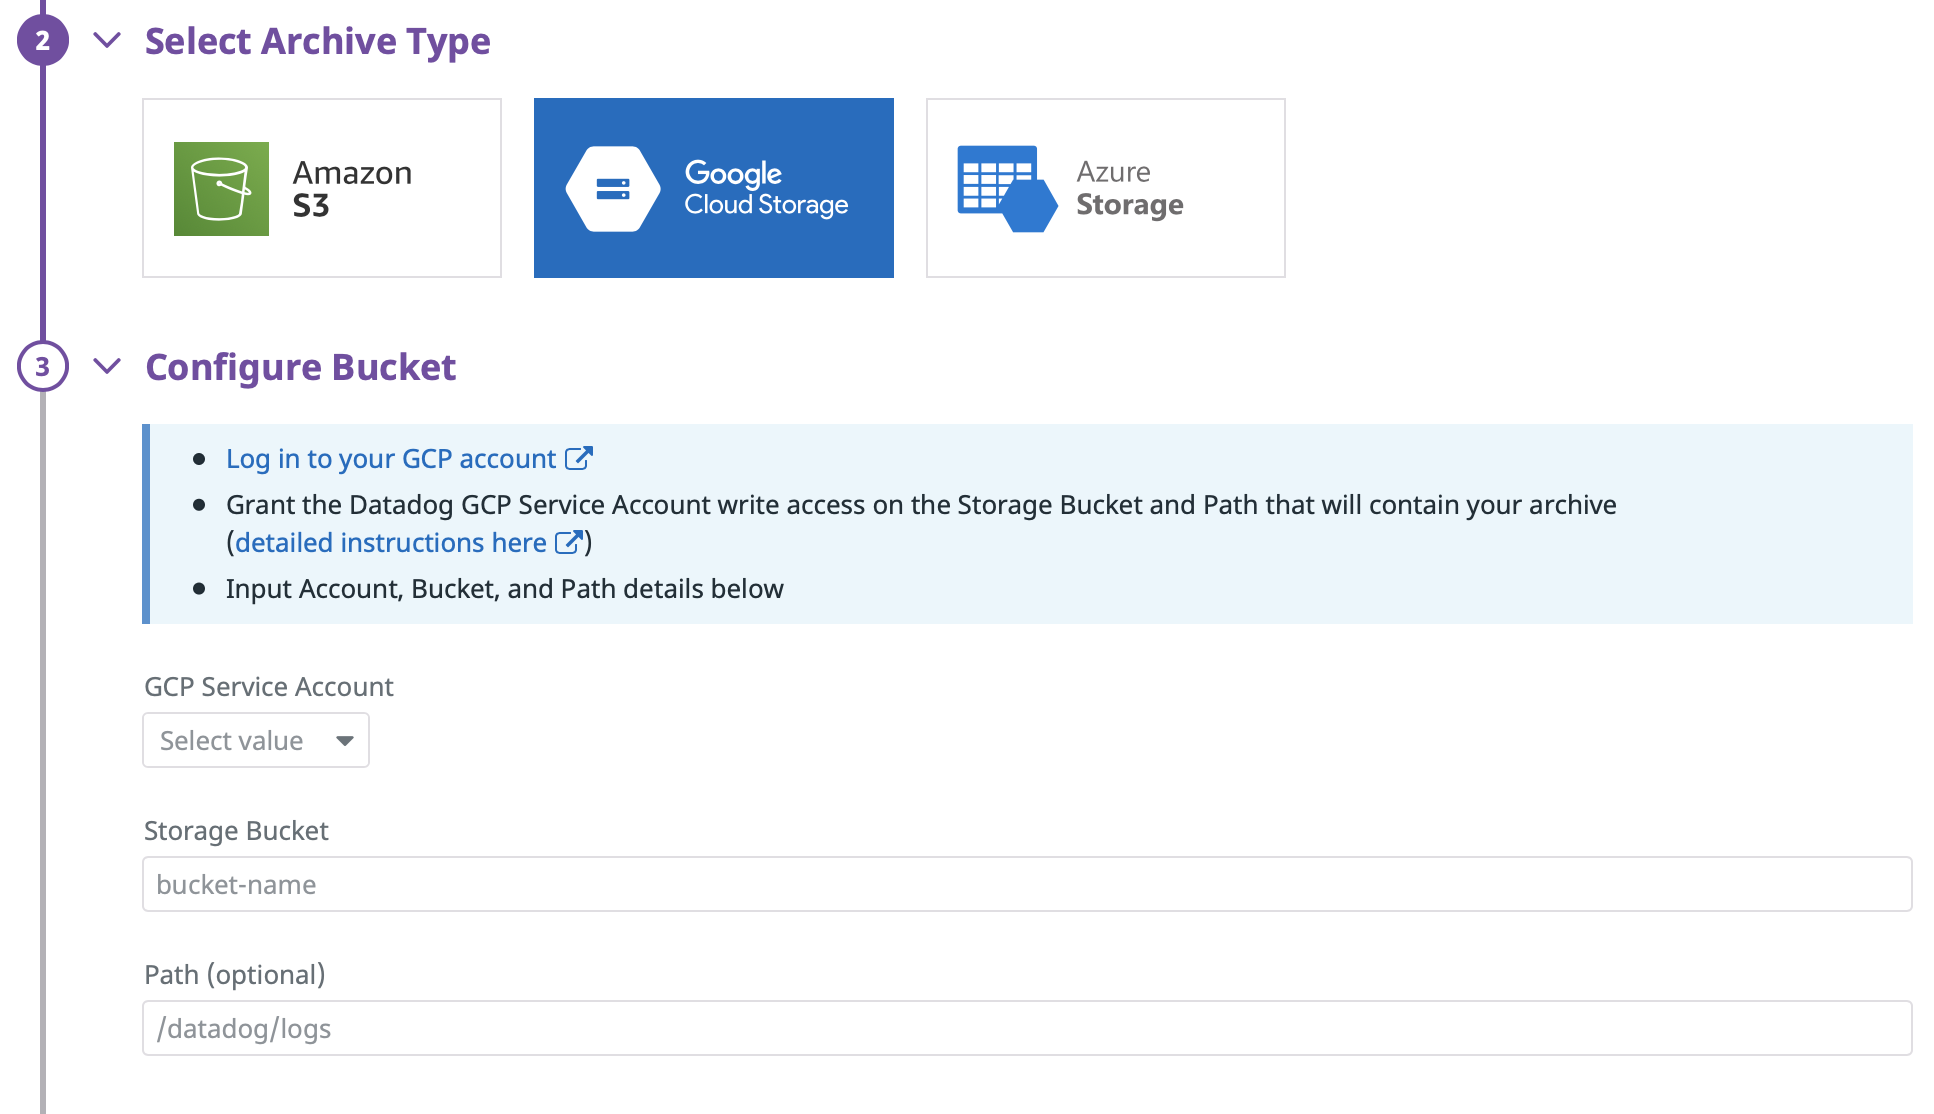 2
Select Archive Type
Amazon
S3
Google
Cloud Storage
Azure
Storage
3
Configure Bucket
Log in to your GCP account
Grant the Datadog GCP Service Account write access on the Storage Bucket and Path that will contain your archive
(detailed instructions here )
Input Account, Bucket, and Path details below
GCP Service Account
Select value
Storage Bucket
bucket-name
Path (optional)
/datadog/logs